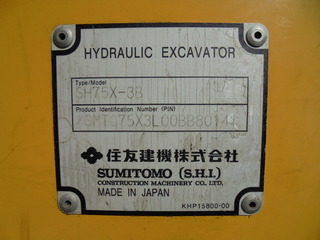 HYDRAULIC EXCAVATOR
Type/Model
SH75X-3B
Product Identification Number (PIN)
住友建機株式会社
SUMITOMO (S.H.I.)
CONSTRUCTION MACHINERY CO., LTD.
MADE IN JAPAN
KHP15800-00